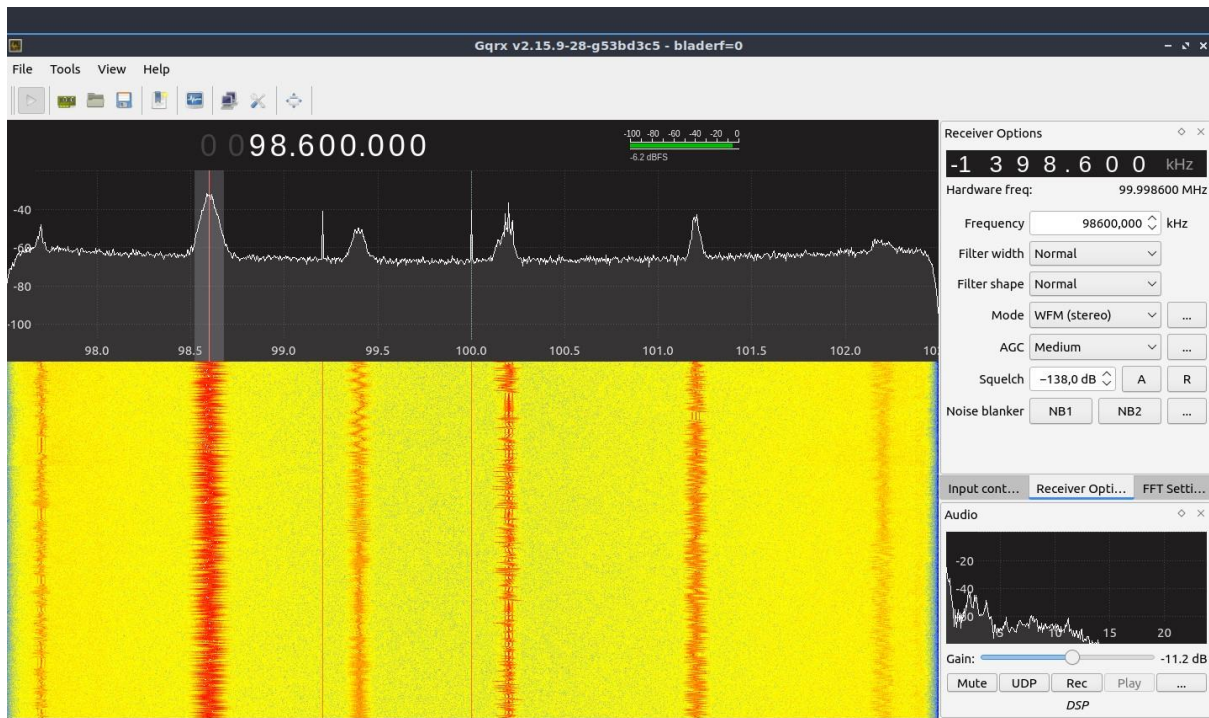 Gqrx v2.15.9-28-g53bd3c5 - bladerf=0
File Tools View Help
0 098.600.000
-100 -80 -60 -40 -20 0
-6.2 dBFS
-40
-60
-80
-100
98.0 98.5 99.0 99.5 100.0 100.5 101.0 101.5 102.0 10
Receiver Options
-1 3 9 8 . 6 0 0 kHz
Hardware freq: 99.998600 MHz
Frequency 98600,000 kHz
Filter width Normal
Filter shape Normal
Mode WFM (stereo) ...
AGC Medium ...
Squelch −138,0 dB A R
Noise blanker NB1 NB2 ...
Input cont... Receiver Opti... FFT Setti...
Audio
-20
-40
-60
5 10 15 20
Gain: -11.2 dB
Mute UDP Rec Play ...
DSP